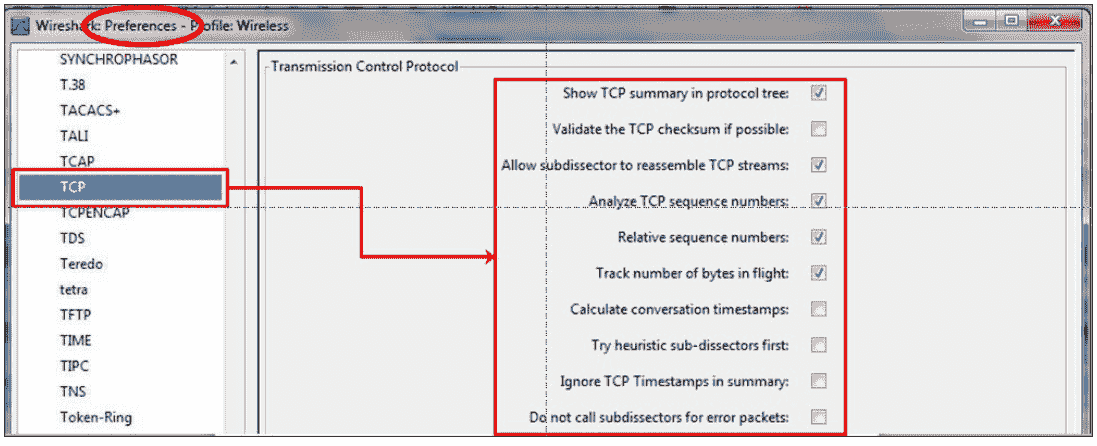 Wireshark: Preferences - Profile: Wireless
SYNCHROPHASOR
T.38
TACACS+
TALI
TCAP
TCP
TCPENCAP
TDS
Teredo
tetra
TFTP
TIME
TIPC
TNS
Token-Ring
Transmission Control Protocol
Show TCP summary in protocol tree:
Validate the TCP checksum if possible:
Allow subdissector to reassemble TCP streams:
Analyze TCP sequence numbers:
Relative sequence numbers:
Track number of bytes in flight:
Calculate conversation timestamps:
Try heuristic sub-dissectors first:
Ignore TCP Timestamps in summary:
Do not call subdissectors for error packets: